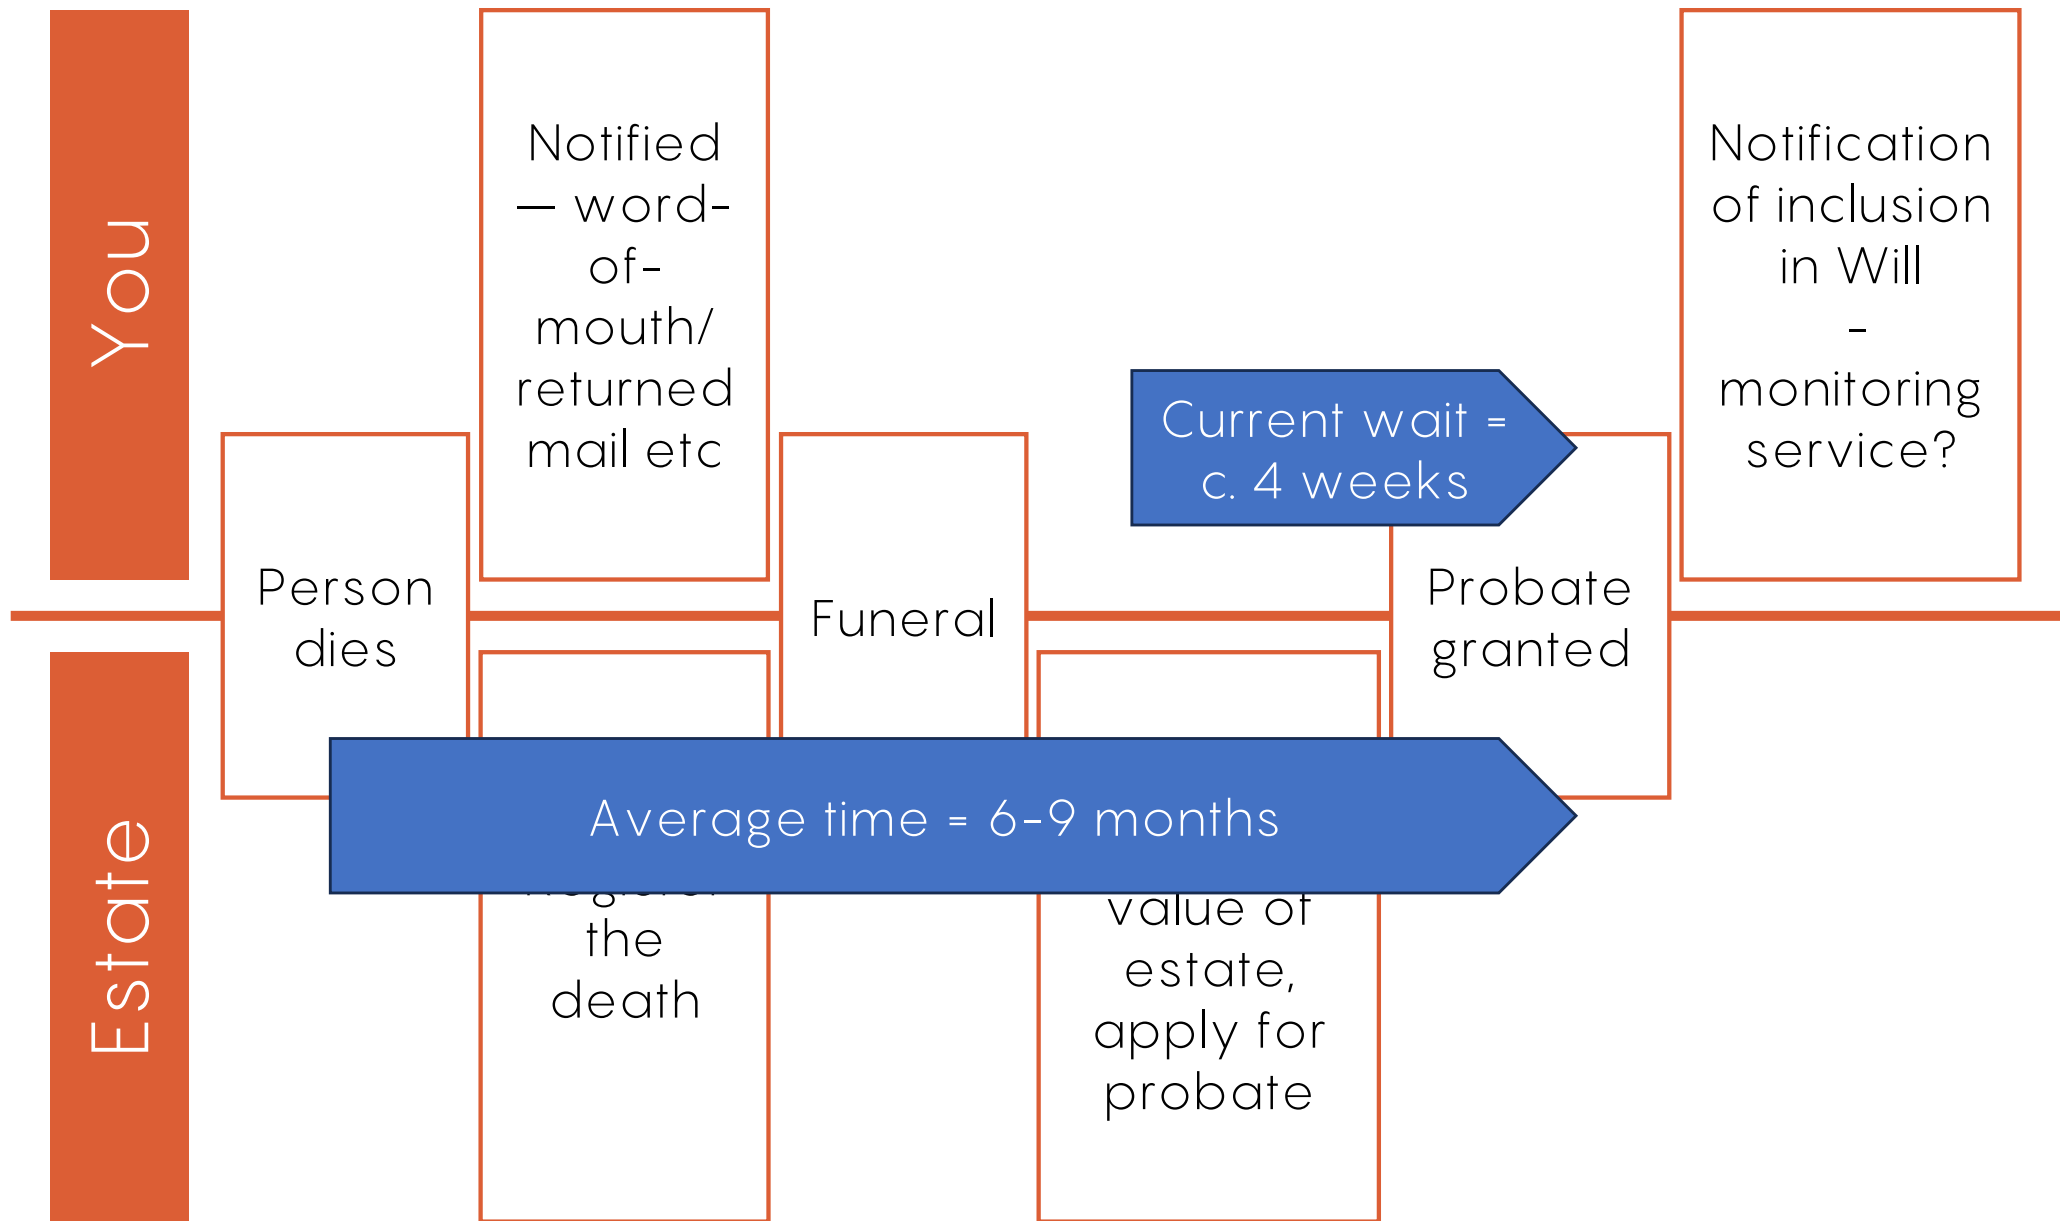 You
Notified
— word-
of-
mouth/
returned
mail etc
Notification
of inclusion
in Will
-
monitoring
service?
Current wait =
c. 4 weeks
Person
dies
Funeral
Probate
granted
Average time = 6-9 months
Estate
the
death
value of
estate,
apply for
probate